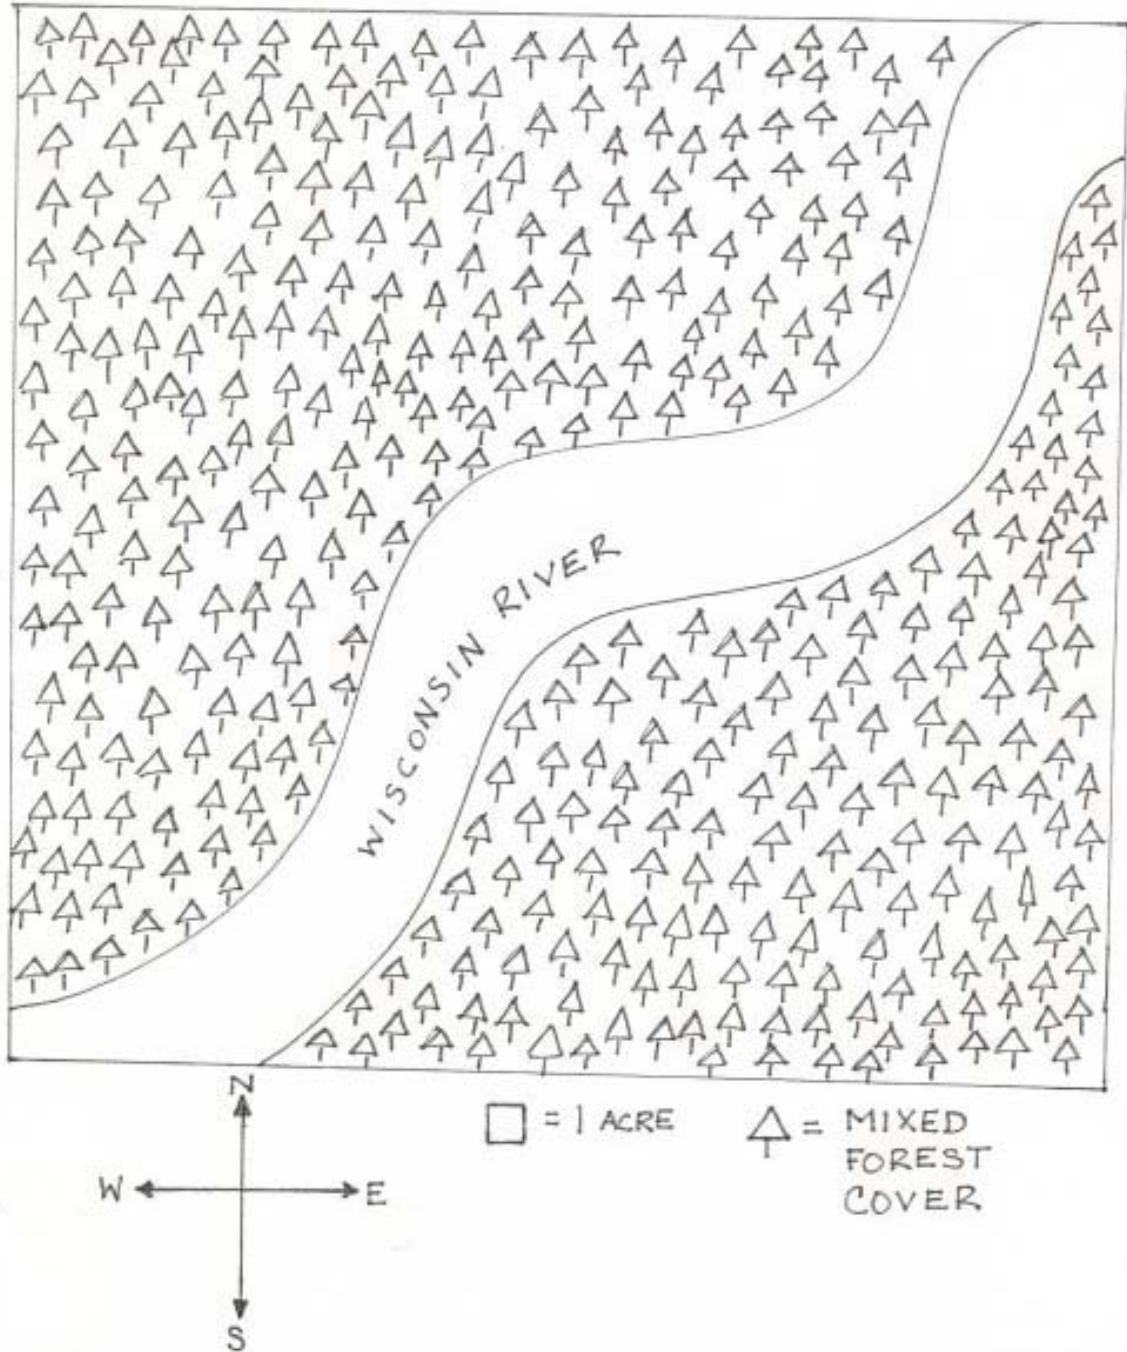 WISCONSIN RIVER
N
= 1 ACRE
= MIXED
FOREST
COVER
W
E
S